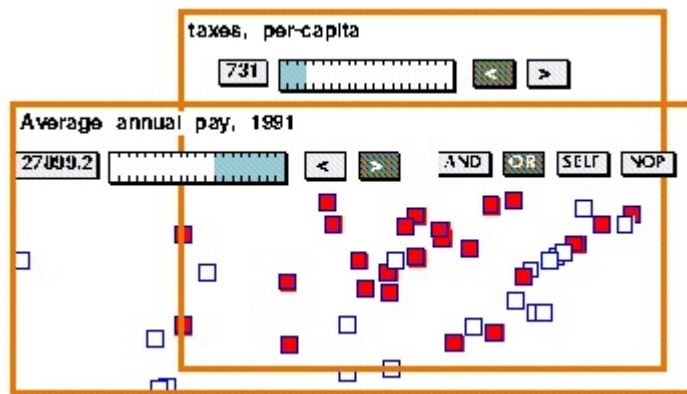 taxes, per-capita
731 < >
Average annual pay, 1991
27099.2 < > AND OR SELF NOP